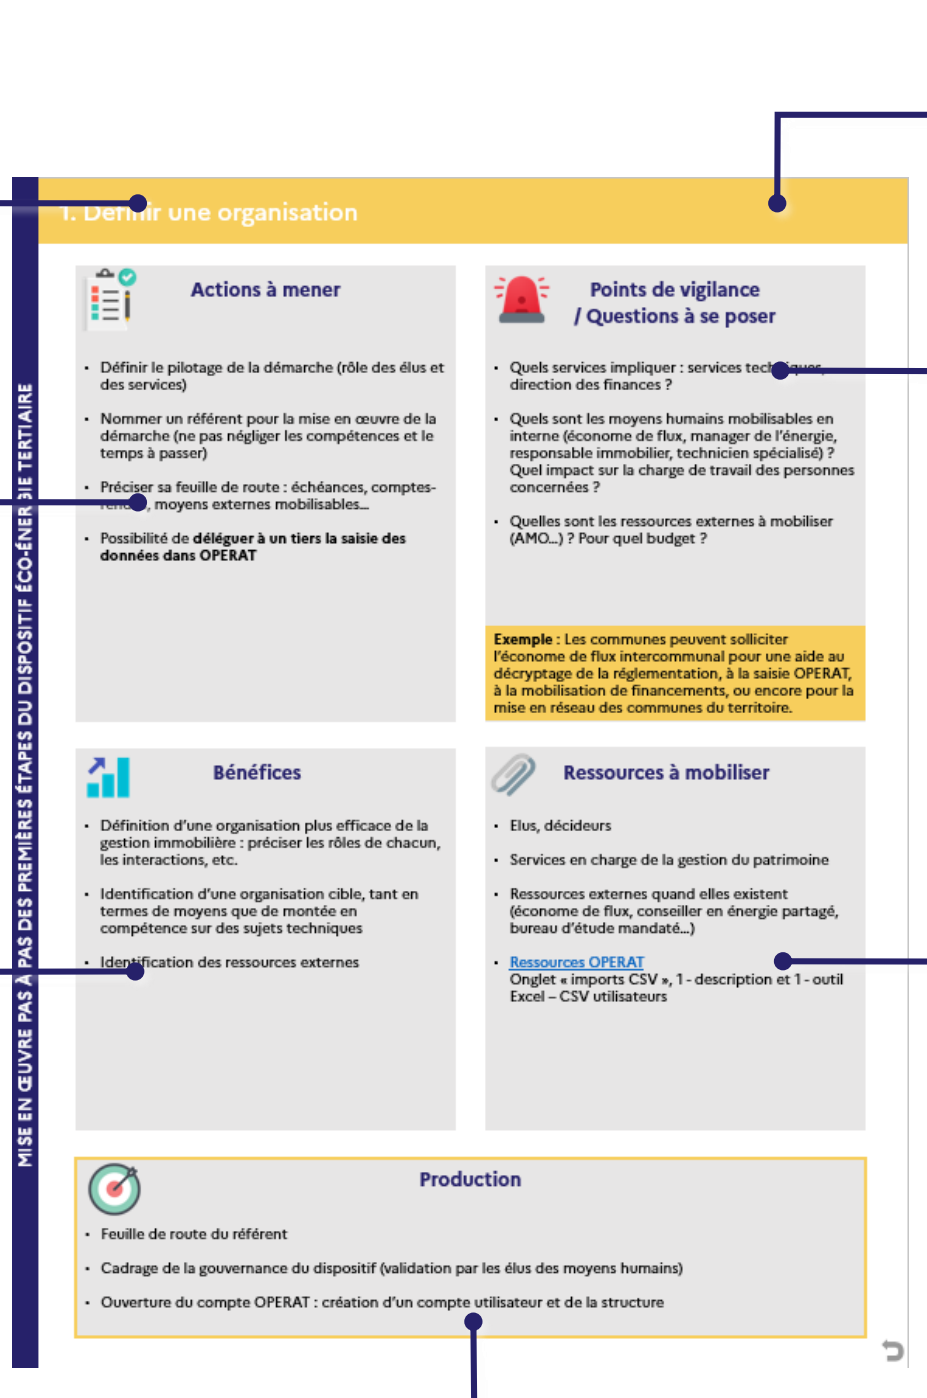 1. Définir une organisation
MISE EN ŒUVRE PAS À PAS DES PREMIÈRES ÉTAPES DU DISPOSITIF ÉCO-ÉNERGIE TERTIAIRE
Actions à mener
• Définir le pilotage de la démarche (rôle des élus et
des services)
• Nommer un référent pour la mise en œuvre de la
démarche (ne pas négliger les compétences et le
temps à passer)
• Préciser sa feuille de route : échéances, comptes-
rendus, moyens externes mobilisables...
• Possibilité de déléguer à un tiers la saisie des
données dans OPERAT
Points de vigilance
/ Questions à se poser
• Quels services impliquer : services techniques,
direction des finances ?
• Quels sont les moyens humains mobilisables en
interne (économe de flux, manager de l'énergie,
responsable immobilier, technicien spécialisé) ?
Quel impact sur la charge de travail des personnes
concernées ?
• Quelles sont les ressources externes à mobiliser
(AMO...) ? Pour quel budget ?
Exemple : Les communes peuvent solliciter
l'économe de flux intercommunal pour une aide au
décryptage de la réglementation, à la saisie OPERAT,
à la mobilisation de financements, ou encore pour la
mise en réseau des communes du territoire.
Bénéfices
• Définition d'une organisation plus efficace de la
gestion immobilière : préciser les rôles de chacun,
les interactions, etc.
• Identification d'une organisation cible, tant en
termes de moyens que de montée en
compétence sur des sujets techniques
• Identification des ressources externes
Ressources à mobiliser
• Elus, décideurs
• Services en charge de la gestion du patrimoine
• Ressources externes quand elles existent
(économe de flux, conseiller en énergie partagé,
bureau d'étude mandaté...)
• Ressources OPERAT
Onglet « imports CSV », 1 - description et 1 - outil
Excel – CSV utilisateurs
Production
• Feuille de route du référent
• Cadrage de la gouvernance du dispositif (validation par les élus des moyens humains)
• Ouverture du compte OPERAT : création d'un compte utilisateur et de la structure